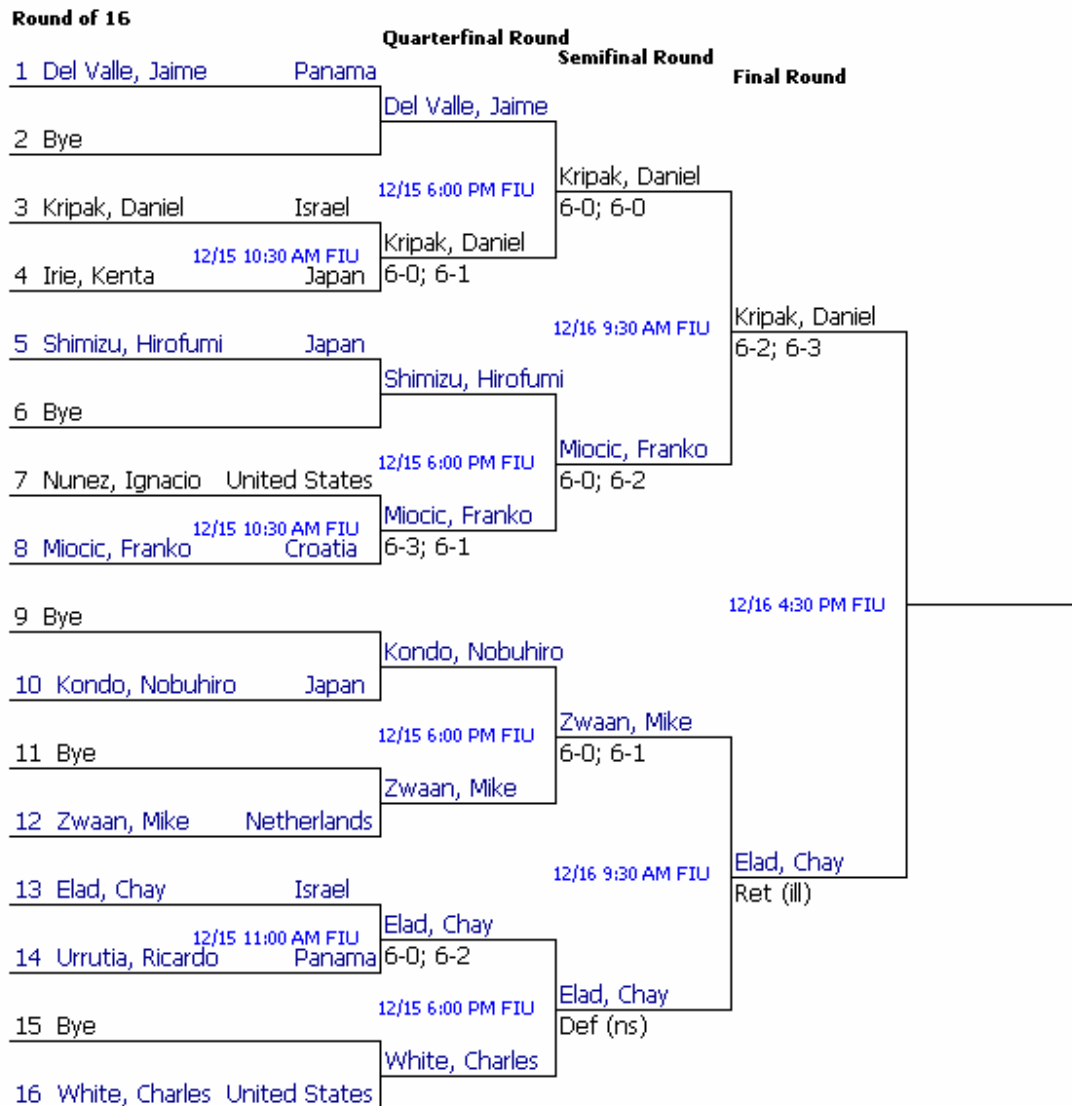 Round of 16
Quarterfinal Round
Semifinal Round
Final Round
1 Del Valle, Jaime Panama
Del Valle, Jaime
2 Bye
Kripak, Daniel
12/15 6:00 PM FIU
6-0; 6-0
3 Kripak, Daniel Israel
Kripak, Daniel
12/15 10:30 AM FIU
6-0; 6-1
4 Irie, Kenta Japan
Kripak, Daniel
12/16 9:30 AM FIU
6-2; 6-3
5 Shimizu, Hirofumi Japan
Shimizu, Hirofumi
6 Bye
Miocic, Franko
12/15 6:00 PM FIU
6-0; 6-2
7 Nunez, Ignacio United States
Miocic, Franko
12/15 10:30 AM FIU
6-3; 6-1
8 Miocic, Franko Croatia
12/16 4:30 PM FIU
9 Bye
Kondo, Nobuhiro
10 Kondo, Nobuhiro Japan
Zwaan, Mike
12/15 6:00 PM FIU
6-0; 6-1
11 Bye
Zwaan, Mike
12 Zwaan, Mike Netherlands
Elad, Chay
12/16 9:30 AM FIU
Ret (ill)
13 Elad, Chay Israel
Elad, Chay
12/15 11:00 AM FIU
6-0; 6-2
14 Urrutia, Ricardo Panama
Elad, Chay
12/15 6:00 PM FIU
Def (ns)
15 Bye
White, Charles
16 White, Charles United States